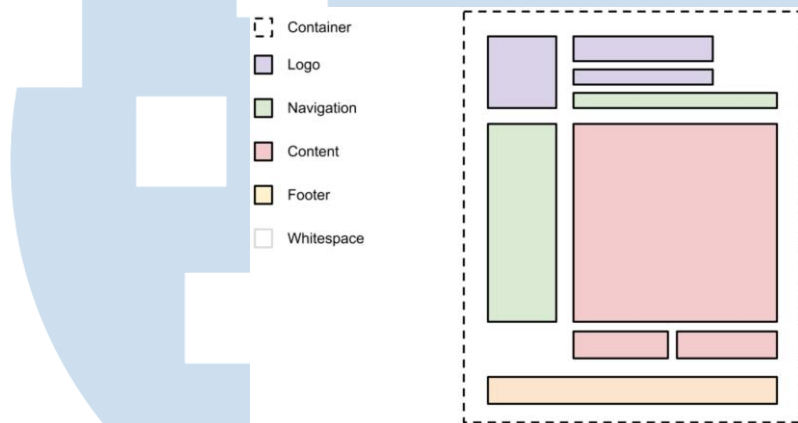 Container
Logo
Navigation
Content
Footer
Whitespace